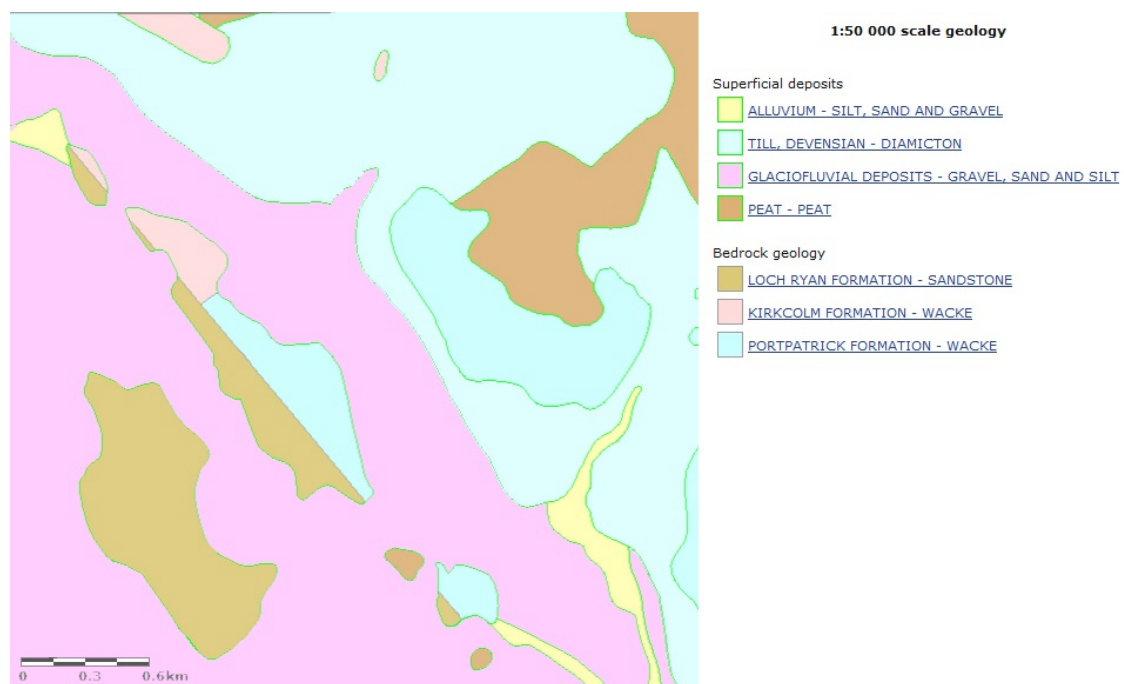 1:50 000 scale geology
Superficial deposits
ALLUVIUM - SILT, SAND AND GRAVEL
TILL, DEVENSIAN - DIAMICTON
GLACIOFLUVIAL DEPOSITS - GRAVEL, SAND AND SILT
PEAT - PEAT
Bedrock geology
LOCH RYAN FORMATION - SANDSTONE
KIRKCOLM FORMATION - WACKE
PORTPATRICK FORMATION - WACKE
0 0.3 0.6km